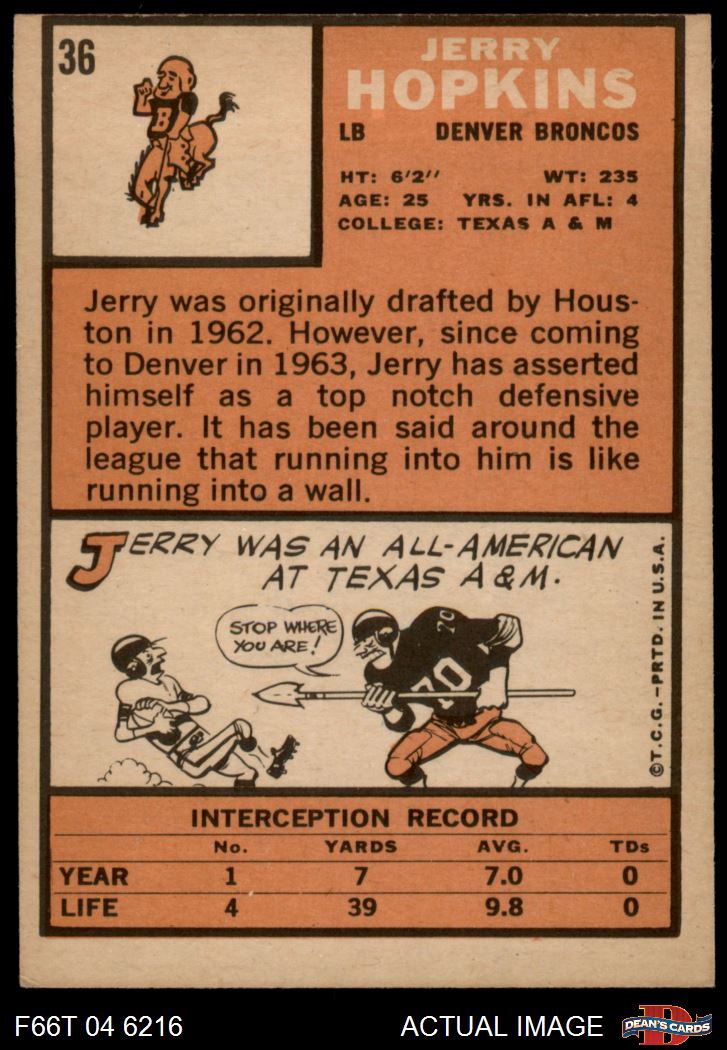 36
JERRY
HOPKINS
LB DENVER BRONCOS
HT: 6'2" WT: 235
AGE: 25 YRS. IN AFL: 4
COLLEGE: TEXAS A & M
B
Jerry was originally drafted by Hous-
ton in 1962. However, since coming
to Denver in 1963, Jerry has asserted
himself as a top notch defensive
player. It has been said around the
league that running into him is like
running into a wall.
JERRY WAS AN ALL-AMERICAN
AT TEXAS A & M.
STOP WHERE
YOU ARE!
70
70
©T.C.G.–PRTD. IN U.S.A.
INTERCEPTION RECORD
No. YARDS AVG. TDs
YEAR 1 7 7.0 0
LIFE 4 39 9.8 0
F66T 04 6216 ACTUAL IMAGE
D
DEAN'S CARDS